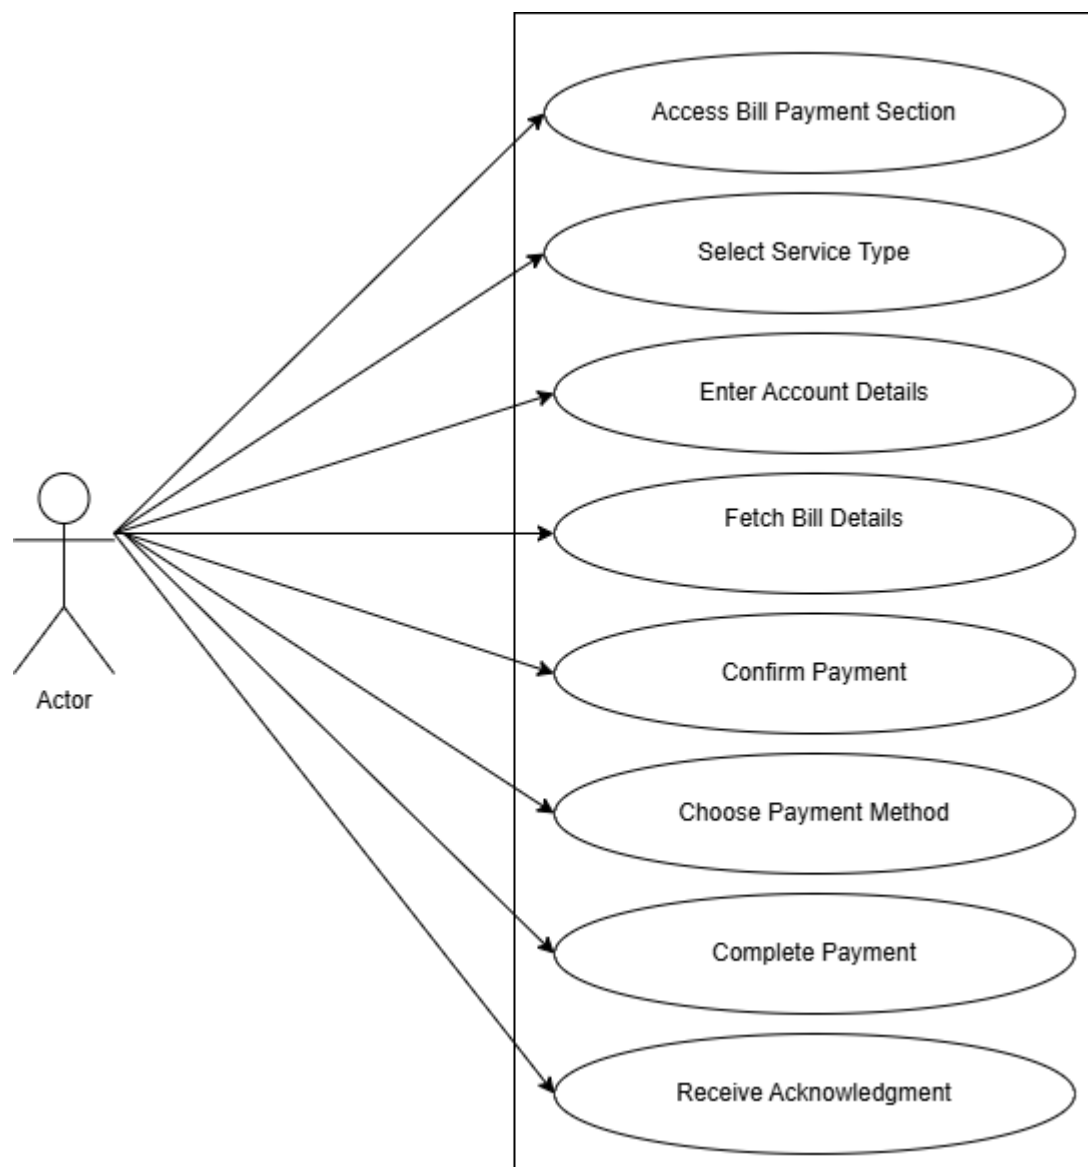 Access Bill Payment Section
Select Service Type
Enter Account Details
Fetch Bill Details
Confirm Payment
Actor
Choose Payment Method
Complete Payment
Receive Acknowledgment